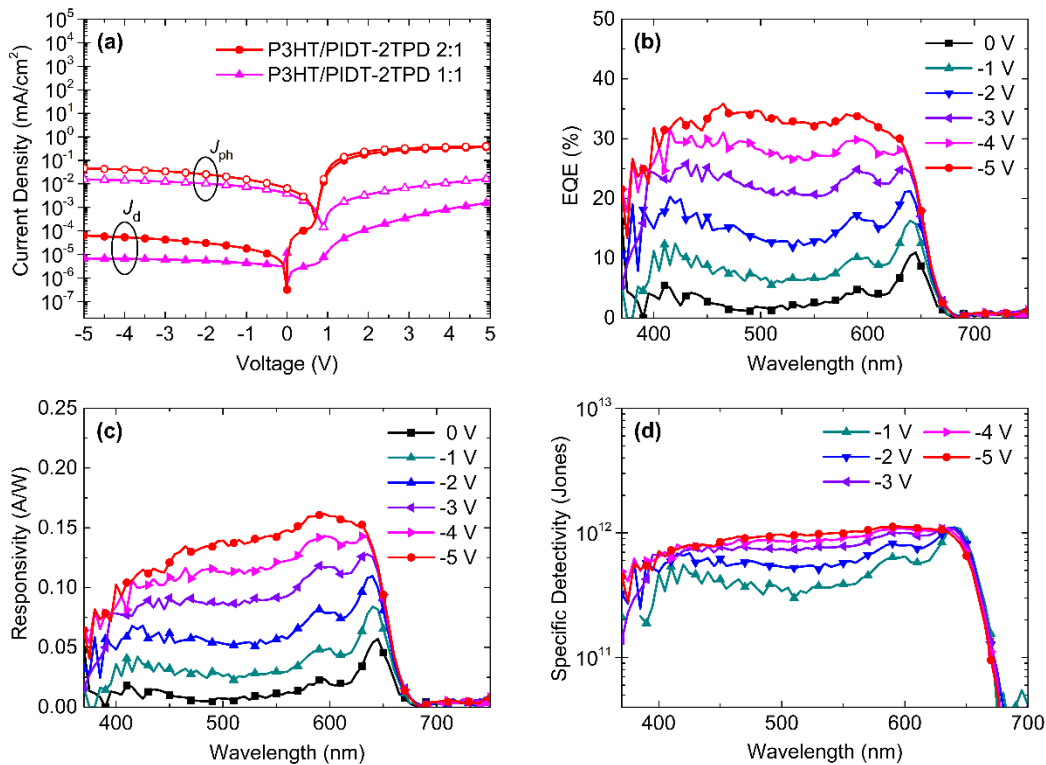 (a)
P3HT/PIDT-2TPD 2:1
P3HT/PIDT-2TPD 1:1
J_ph
J_d
10^5
10^4
10^3
10^2
10^1
10^0
10^-1
10^-2
10^-3
10^-4
10^-5
10^-6
10^-7
Current Density (mA/cm^2)
-5 -4 -3 -2 -1 0 1 2 3 4 5
Voltage (V)
(b)
0 V
-1 V
-2 V
-3 V
-4 V
-5 V
50
40
30
20
10
0
EQE (%)
400 500 600 700
Wavelength (nm)
(c)
0 V
-1 V
-2 V
-3 V
-4 V
-5 V
0.25
0.20
0.15
0.10
0.05
0.00
Responsivity (A/W)
400 500 600 700
Wavelength (nm)
(d)
-1 V -4 V
-2 V -5 V
-3 V
10^13
10^12
10^11
Specific Detectivity (Jones)
400 500 600 700
Wavelength (nm)